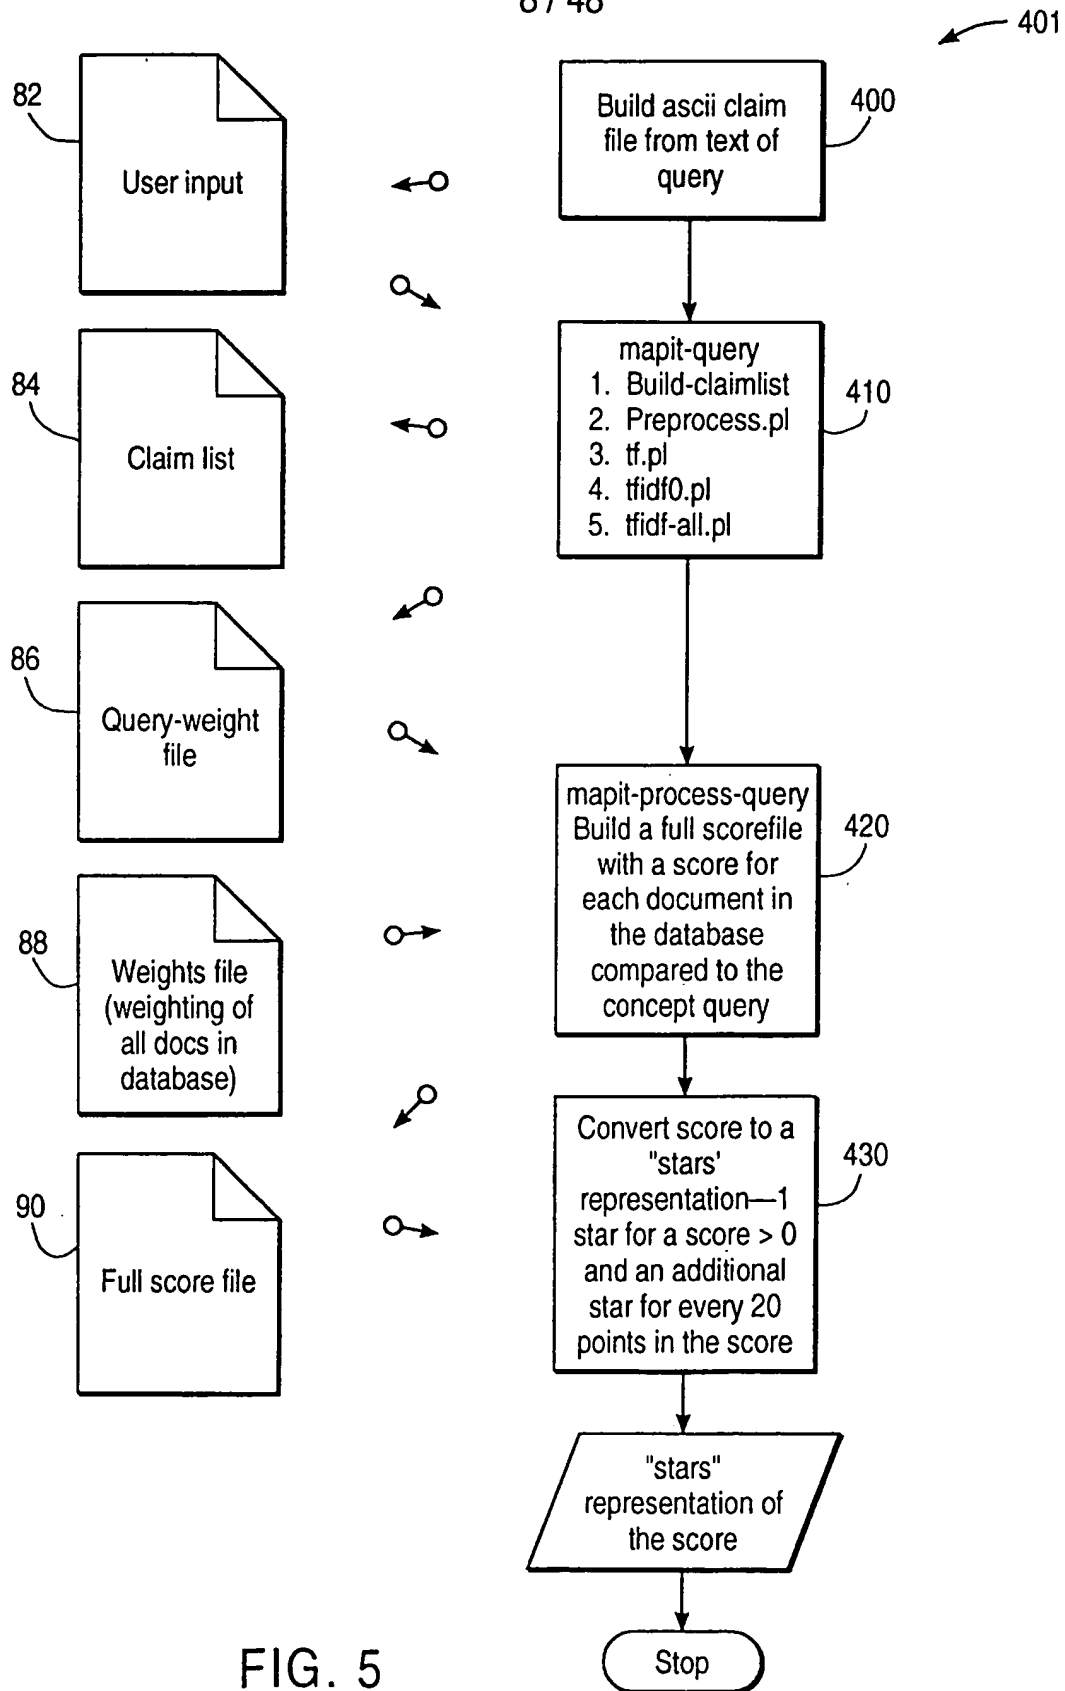 8 / 48
401
82
User input
400
Build ascii claim
file from text of
query
84
Claim list
410
mapit-query
1. Build-claimlist
2. Preprocess.pl
3. tf.pl
4. tfidf0.pl
5. tfidf-all.pl
86
Query-weight
file
420
mapit-process-query
Build a full scorefile
with a score for
each document in
the database
compared to the
concept query
88
Weights file
(weighting of
all docs in
database)
430
Convert score to a
"stars'
representation—1
star for a score > 0
and an additional
star for every 20
points in the score
90
Full score file
"stars"
representation of
the score
Stop
FIG. 5